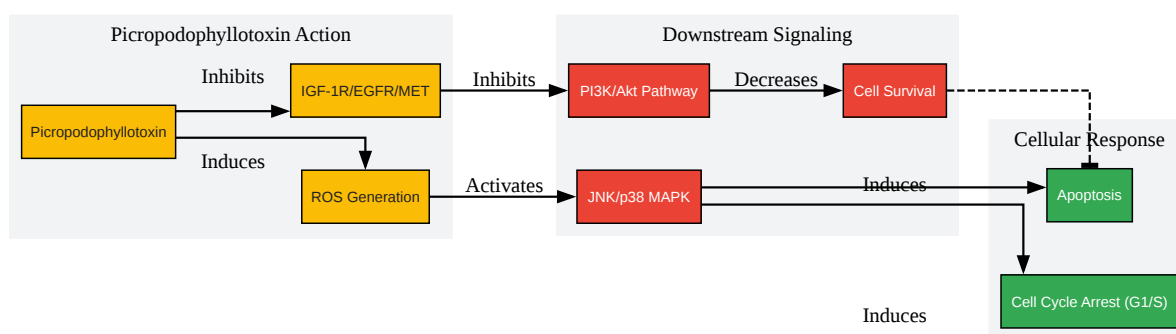 Picropodophyllotoxin Action
Downstream Signaling
Inhibits
IGF-1R/EGFR/MET
Inhibits
PI3K/Akt Pathway
Decreases
Cell Survival
Picropodophyllotoxin
Cellular Response
Induces
ROS Generation
Activates
JNK/p38 MAPK
Induces
Apoptosis
Cell Cycle Arrest (G1/S)
Induces